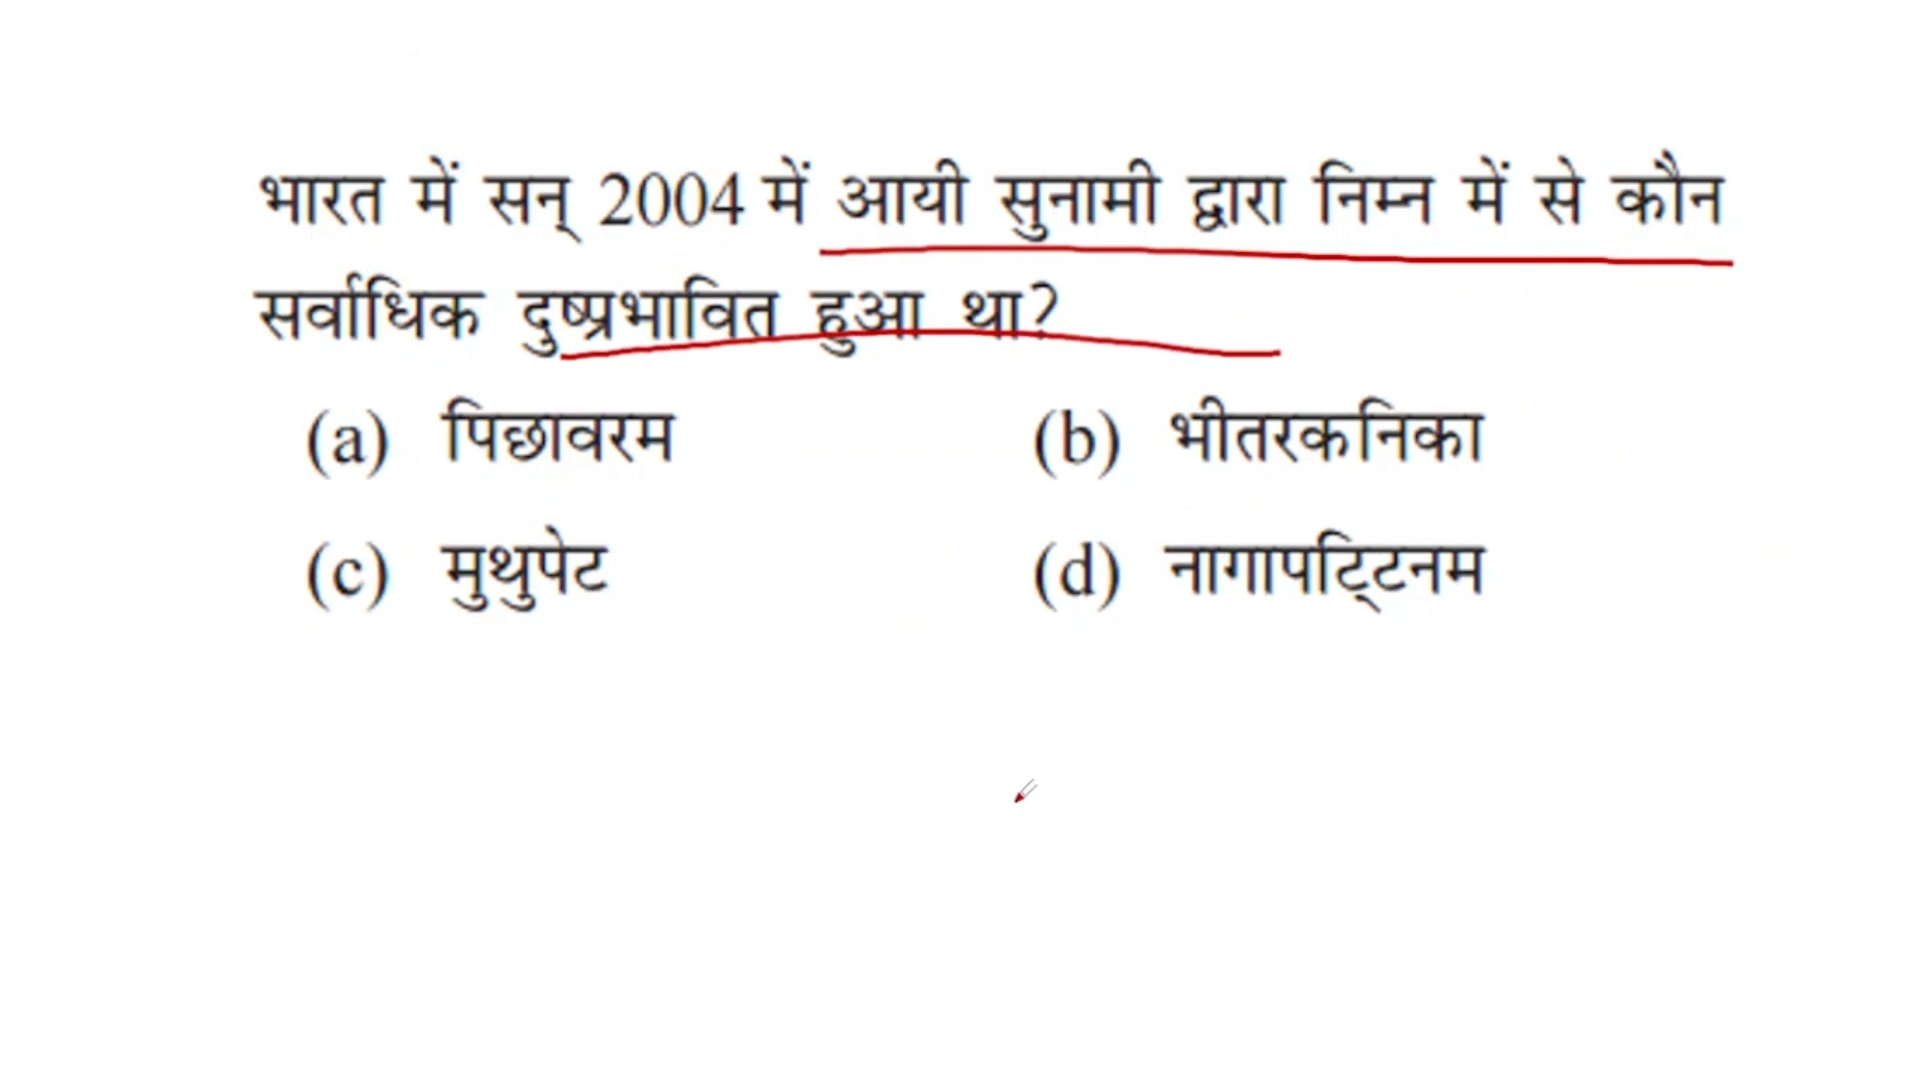 भारत में सन् 2004 में आयी सुनामी द्वारा निम्न में से कौन
सर्वाधिक दुष्प्रभावित हुआ था?
(a) पिछावरम (b) भीतरकनिका
(c) मुथुपेट (d) नागापट्टिनम